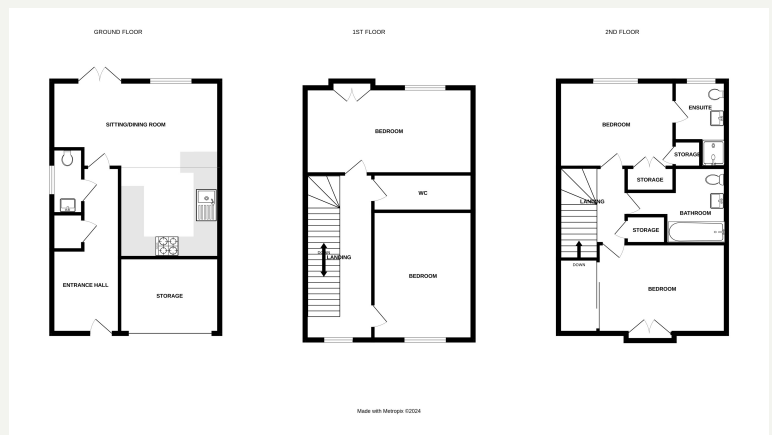 GROUND FLOOR
1ST FLOOR
2ND FLOOR
SITTING/DINING ROOM
ENTRANCE HALL
STORAGE
BEDROOM
WC
DOWN
LANDING
BEDROOM
BEDROOM
ENSUITE
STORAGE
STORAGE
LANDING
BATHROOM
STORAGE
DOWN
BEDROOM
Made with Metropix ©2024